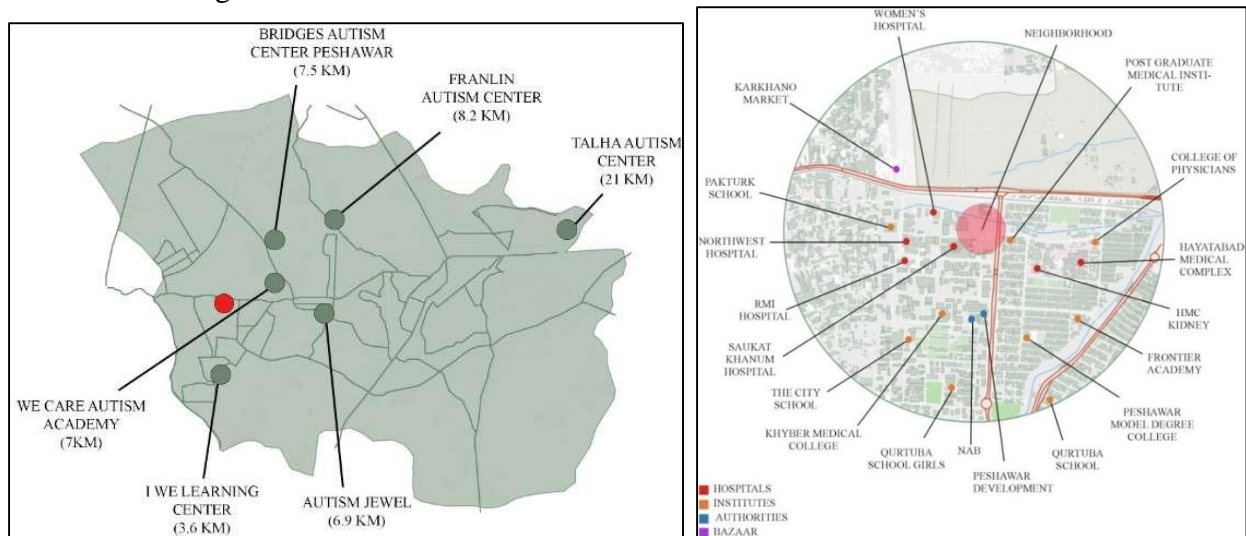 BRIDGES AUTISM
CENTER PESHAWAR
(7.5 KM)
FRANLIN
AUTISM CENTER
(8.2 KM)
TALHA AUTISM
CENTER
(21 KM)
WE CARE AUTISM
ACADEMY
(7KM)
I WE LEARNING
CENTER
(3.6 KM)
AUTISM JEWEL
(6.9 KM)
WOMEN'S
HOSPITAL
NEIGHBORHOOD
POST GRADUATE
MEDICAL INSTI-
TUTE
KARKHANO
MARKET
COLLEGE OF
PHYSICIANS
PAKTURK
SCHOOL
NORTHWEST
HOSPITAL
HAYATABAD
MEDICAL
COMPLEX
RMI
HOSPITAL
HMC
KIDNEY
SAUKAT
KHANUM
HOSPITAL
FRONTIER
ACADEMY
THE CITY
SCHOOL
PESHAWAR
MODEL DEGREE
COLLEGE
KHYBER MEDICAL
COLLEGE
QURTUBA
SCHOOL GIRLS
NAB
PESHAWAR
DEVELOPMENT
QURTUBA
SCHOOL
HOSPITALS
INSTITUTES
AUTHORITIES
BAZAAR